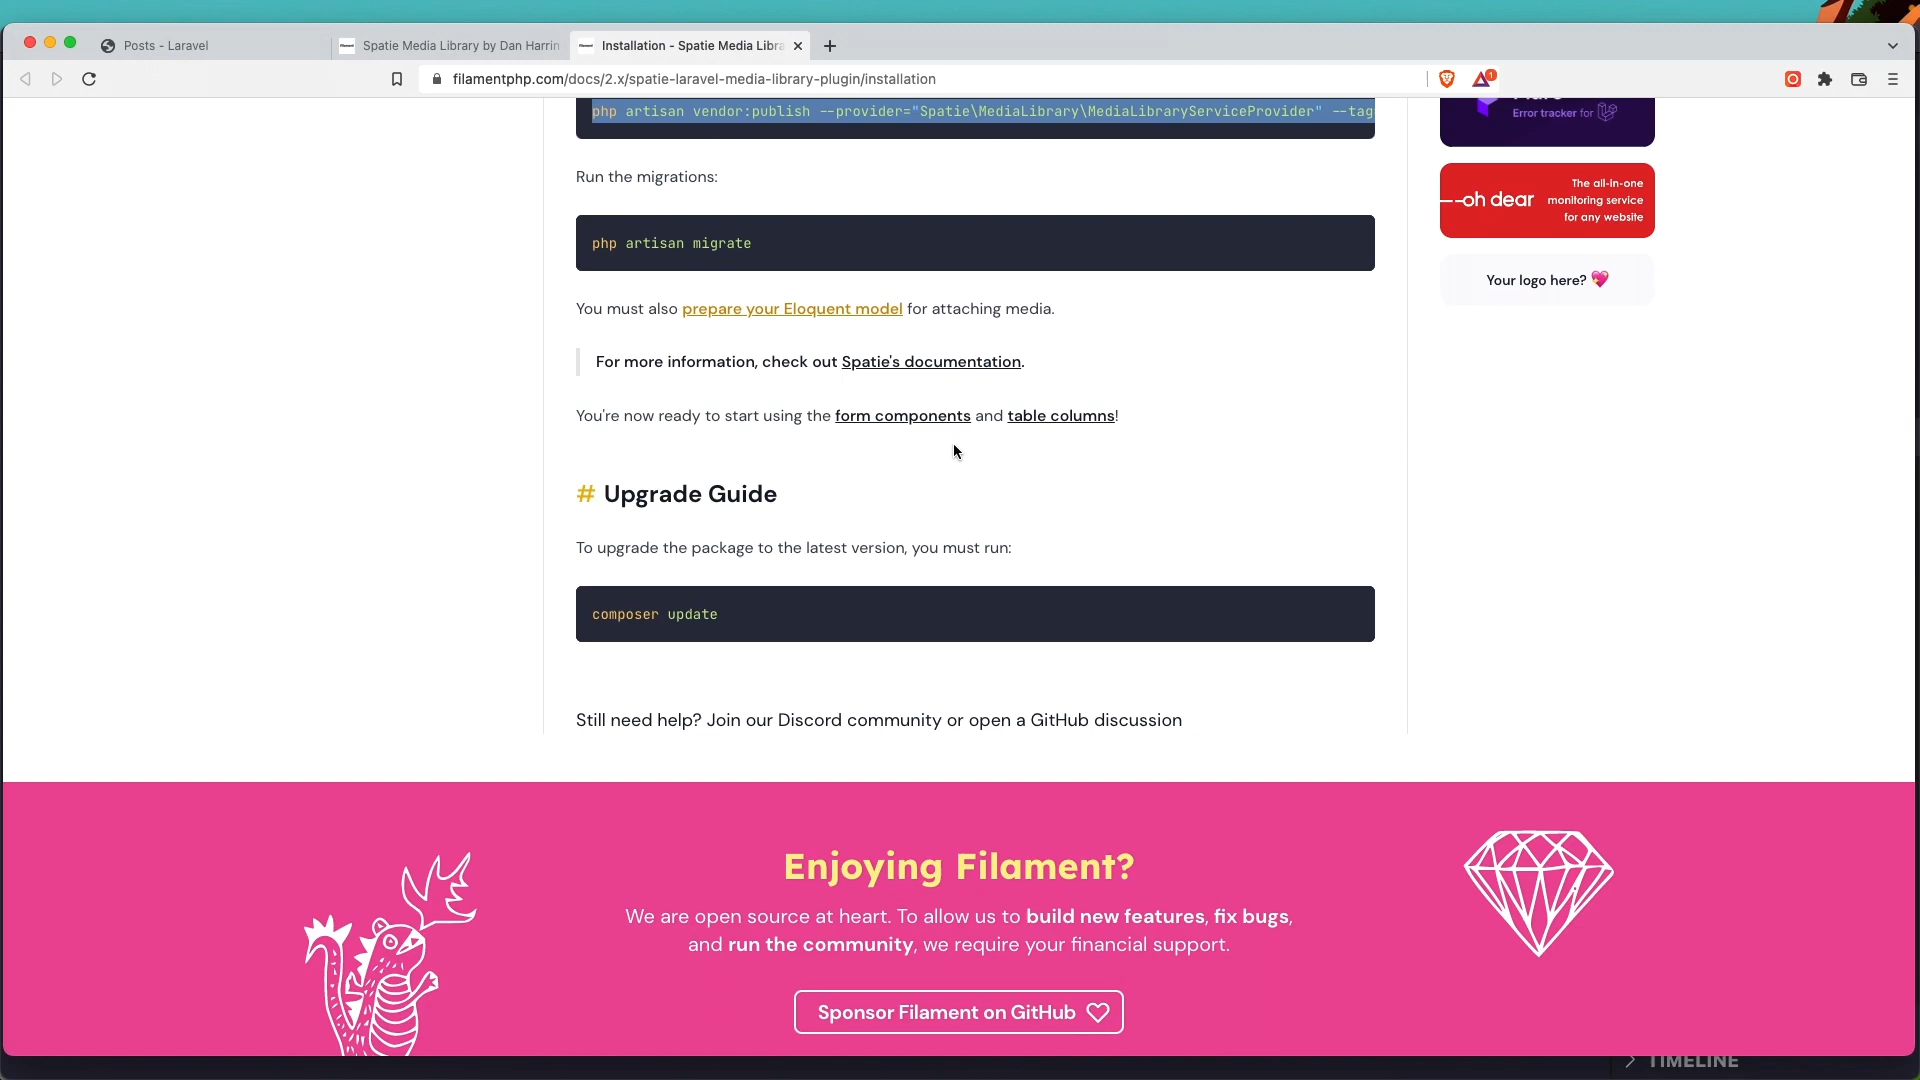 Posts - Laravel
Spatie Media Library by Dan Harrin
Installation - Spatie Media Libra
filamentphp.com/docs/2.x/spatie-laravel-media-library-plugin/installation
1
php artisan vendor:publish --provider="Spatie\MediaLibrary\MediaLibraryServiceProvider" --tag
Error tracker for
Run the migrations:
--oh dear
The all-in-one
monitoring service
for any website
php artisan migrate
Your logo here? 💖
You must also prepare your Eloquent model for attaching media.
For more information, check out Spatie's documentation.
You're now ready to start using the form components and table columns!
# Upgrade Guide
To upgrade the package to the latest version, you must run:
composer update
Still need help? Join our Discord community or open a GitHub discussion
Enjoying Filament?
We are open source at heart. To allow us to build new features, fix bugs,
and run the community, we require your financial support.
Sponsor Filament on GitHub
TIMELINE